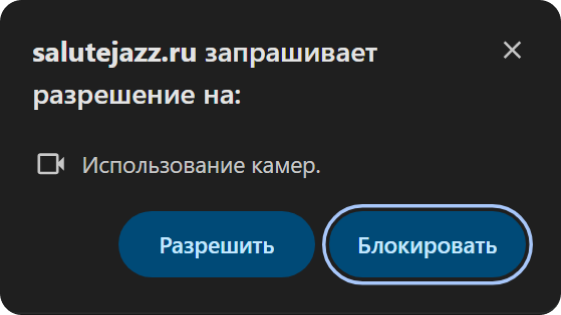 salutejazz.ru запрашивает
разрешение на:
Использование камер.
Разрешить
Блокировать